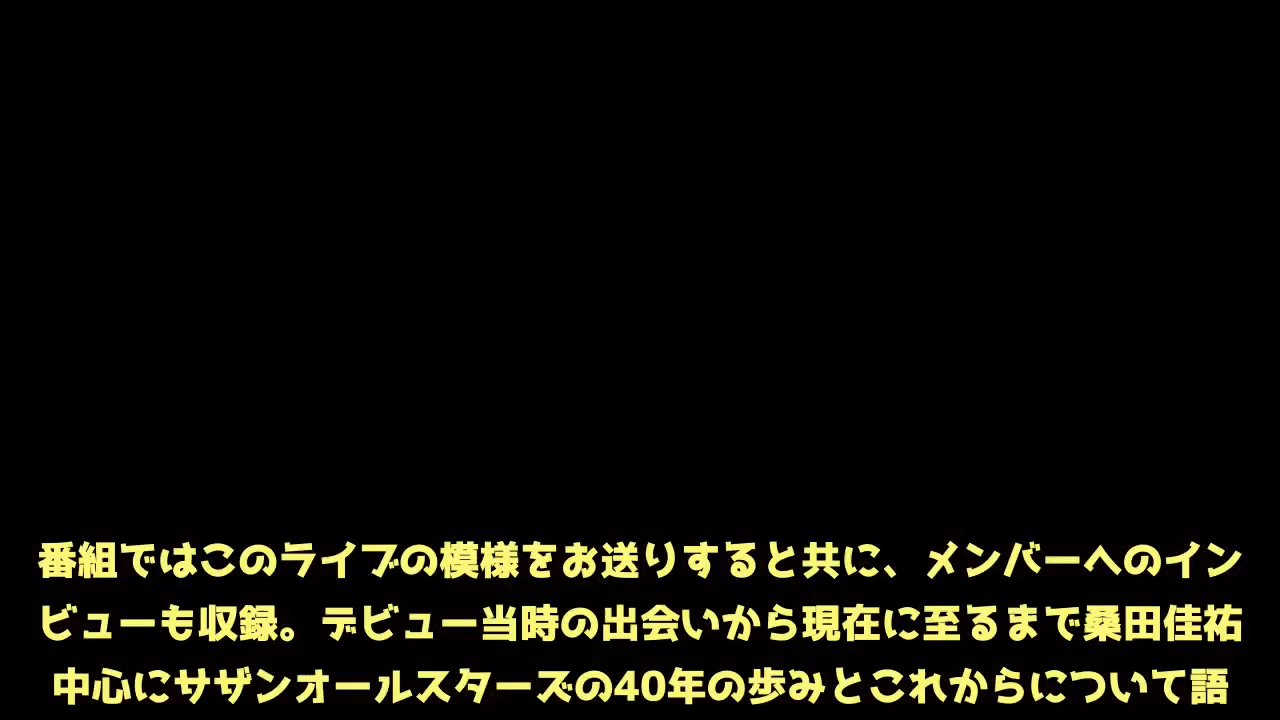 番組ではこのライブの模様をお送りすると共に、メンバーへのイン
ビューも収録。デビュー当時の出会いから現在に至るまで桑田佳祐
中心にサザンオールスターズの40年の歩みとこれからについて語